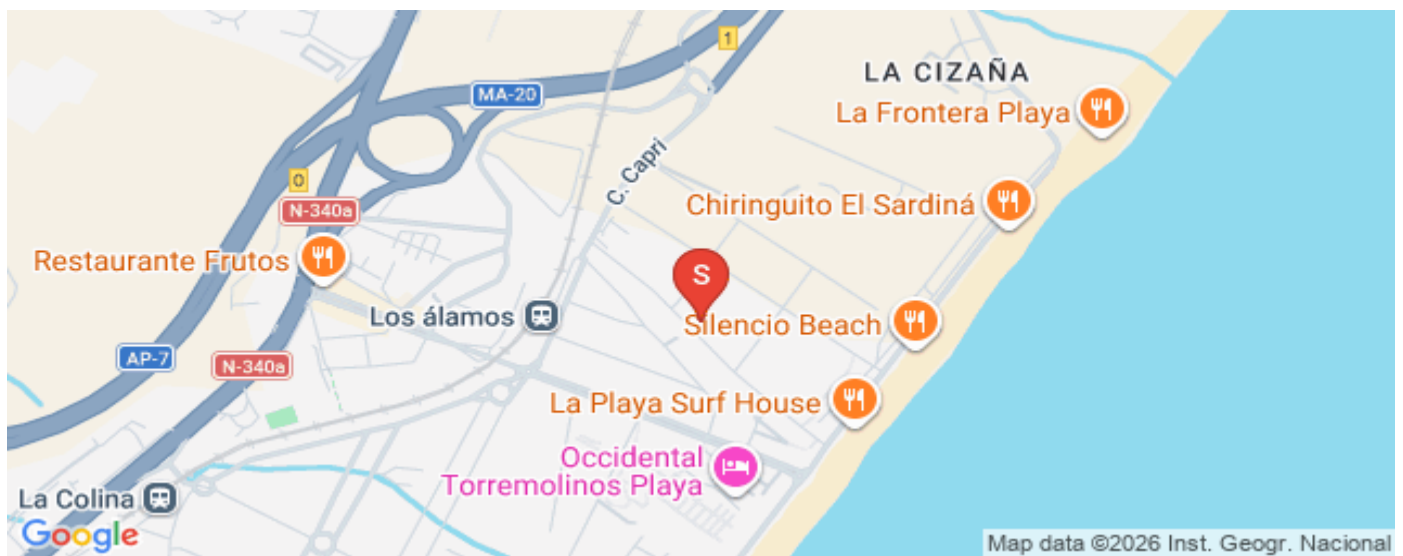 1
LA CIZAÑA
MA-20
La Frontera Playa
C. Capri
0
N-340a
Chiringuito El Sardiná
Restaurante Frutos
S
Los álamos
Silencio Beach
AP-7
N-340a
La Playa Surf House
Occidental
Torremolinos Playa
La Colina
Google
Map data ©2026 Inst. Geogr. Nacional